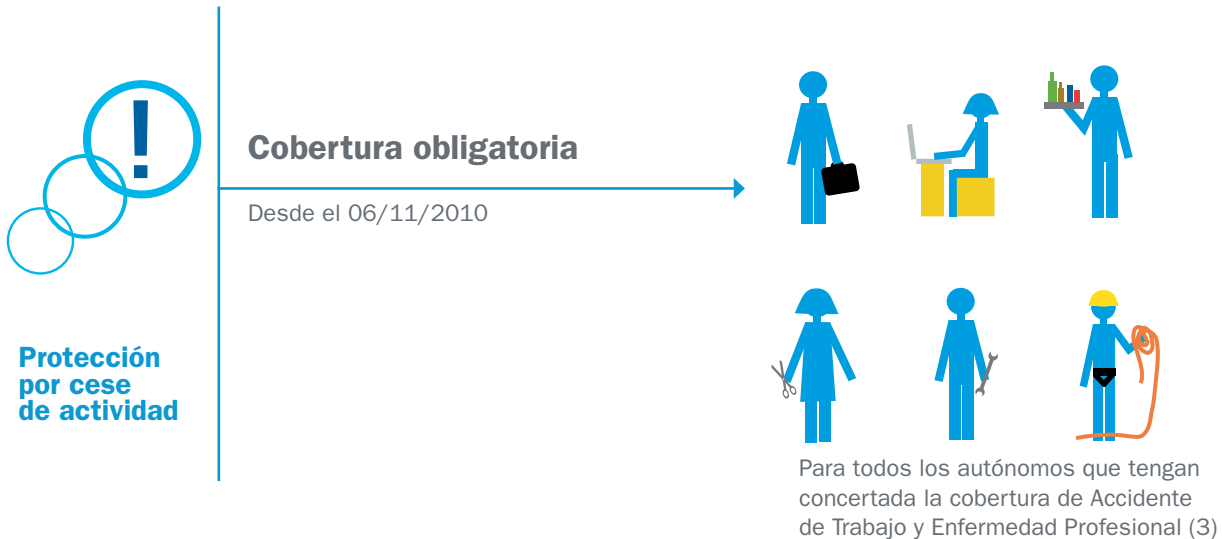 !
Cobertura obligatoria
Desde el 06/11/2010
Protección
por cese
de actividad
Para todos los autónomos que tengan
concertada la cobertura de Accidente
de Trabajo y Enfermedad Profesional (3)